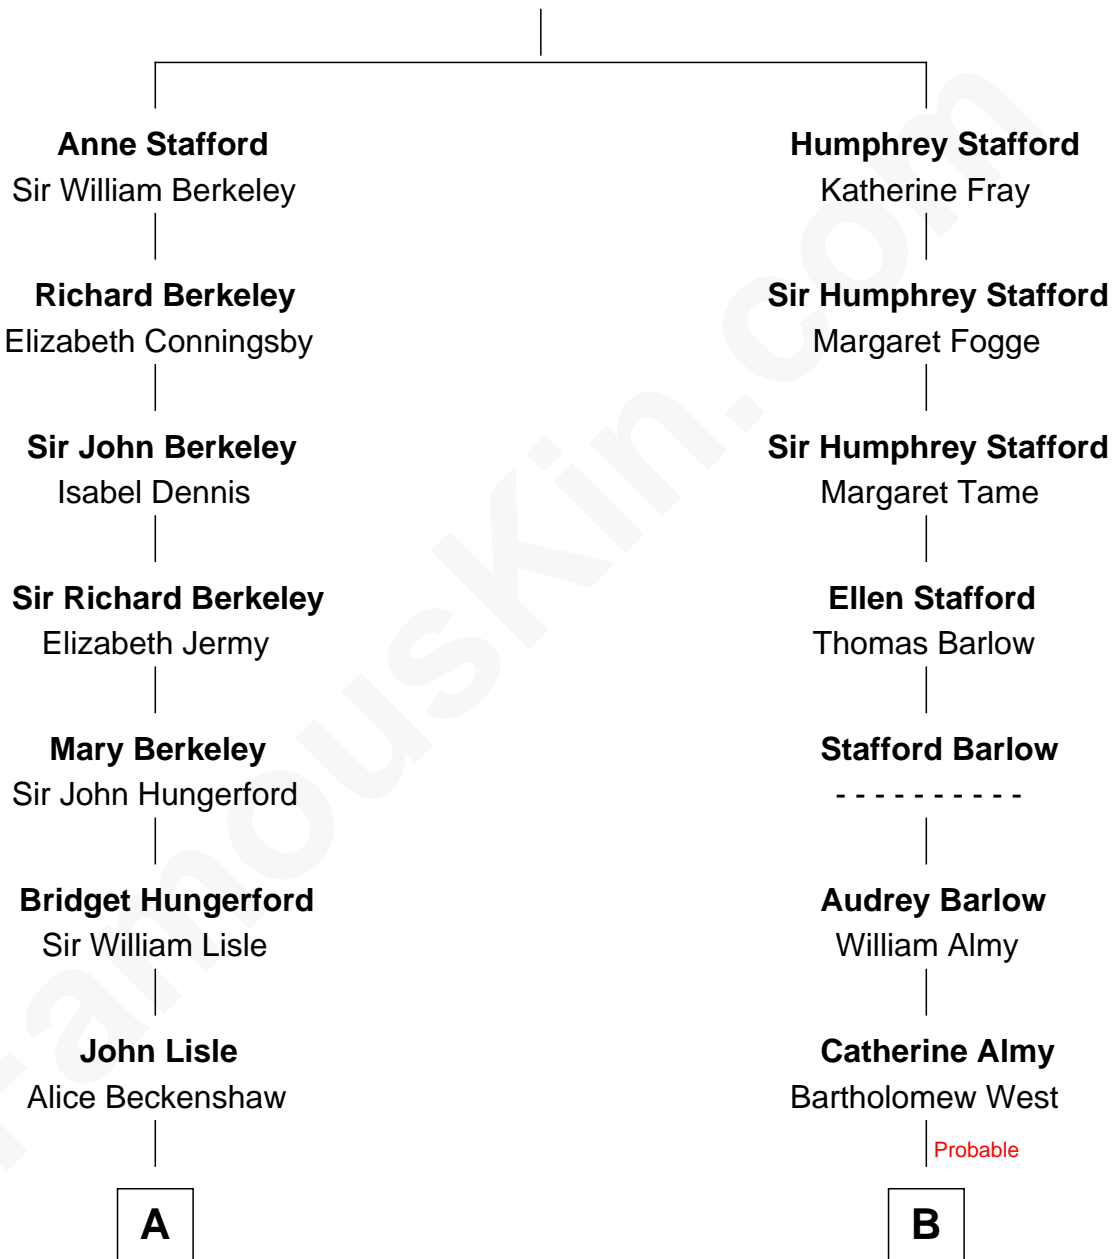 Anne Stafford
Sir William Berkeley
Humphrey Stafford
Katherine Fray
Richard Berkeley
Elizabeth Conningsby
Sir Humphrey Stafford
Margaret Fogge
Sir John Berkeley
Isabel Dennis
Sir Humphrey Stafford
Margaret Tame
Sir Richard Berkeley
Elizabeth Jermy
Ellen Stafford
Thomas Barlow
Mary Berkeley
Sir John Hungerford
Stafford Barlow
- - - - - - - - - -
Bridget Hungerford
Sir William Lisle
Audrey Barlow
William Almy
John Lisle
Alice Beckenshaw
Catherine Almy
Bartholomew West
Probable
A
B
FamousKin.com